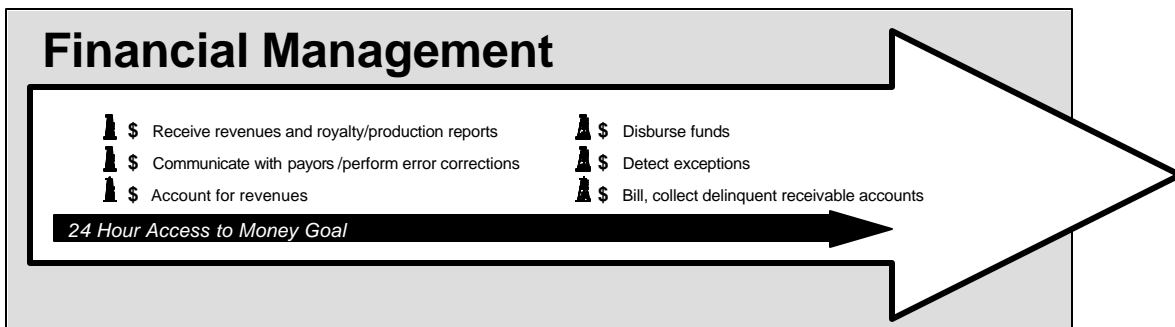 Financial Management
$ Receive revenues and royalty/production reports
$ Communicate with payors /perform error corrections
$ Account for revenues
$ Disburse funds
$ Detect exceptions
$ Bill, collect delinquent receivable accounts
24 Hour Access to Money Goal